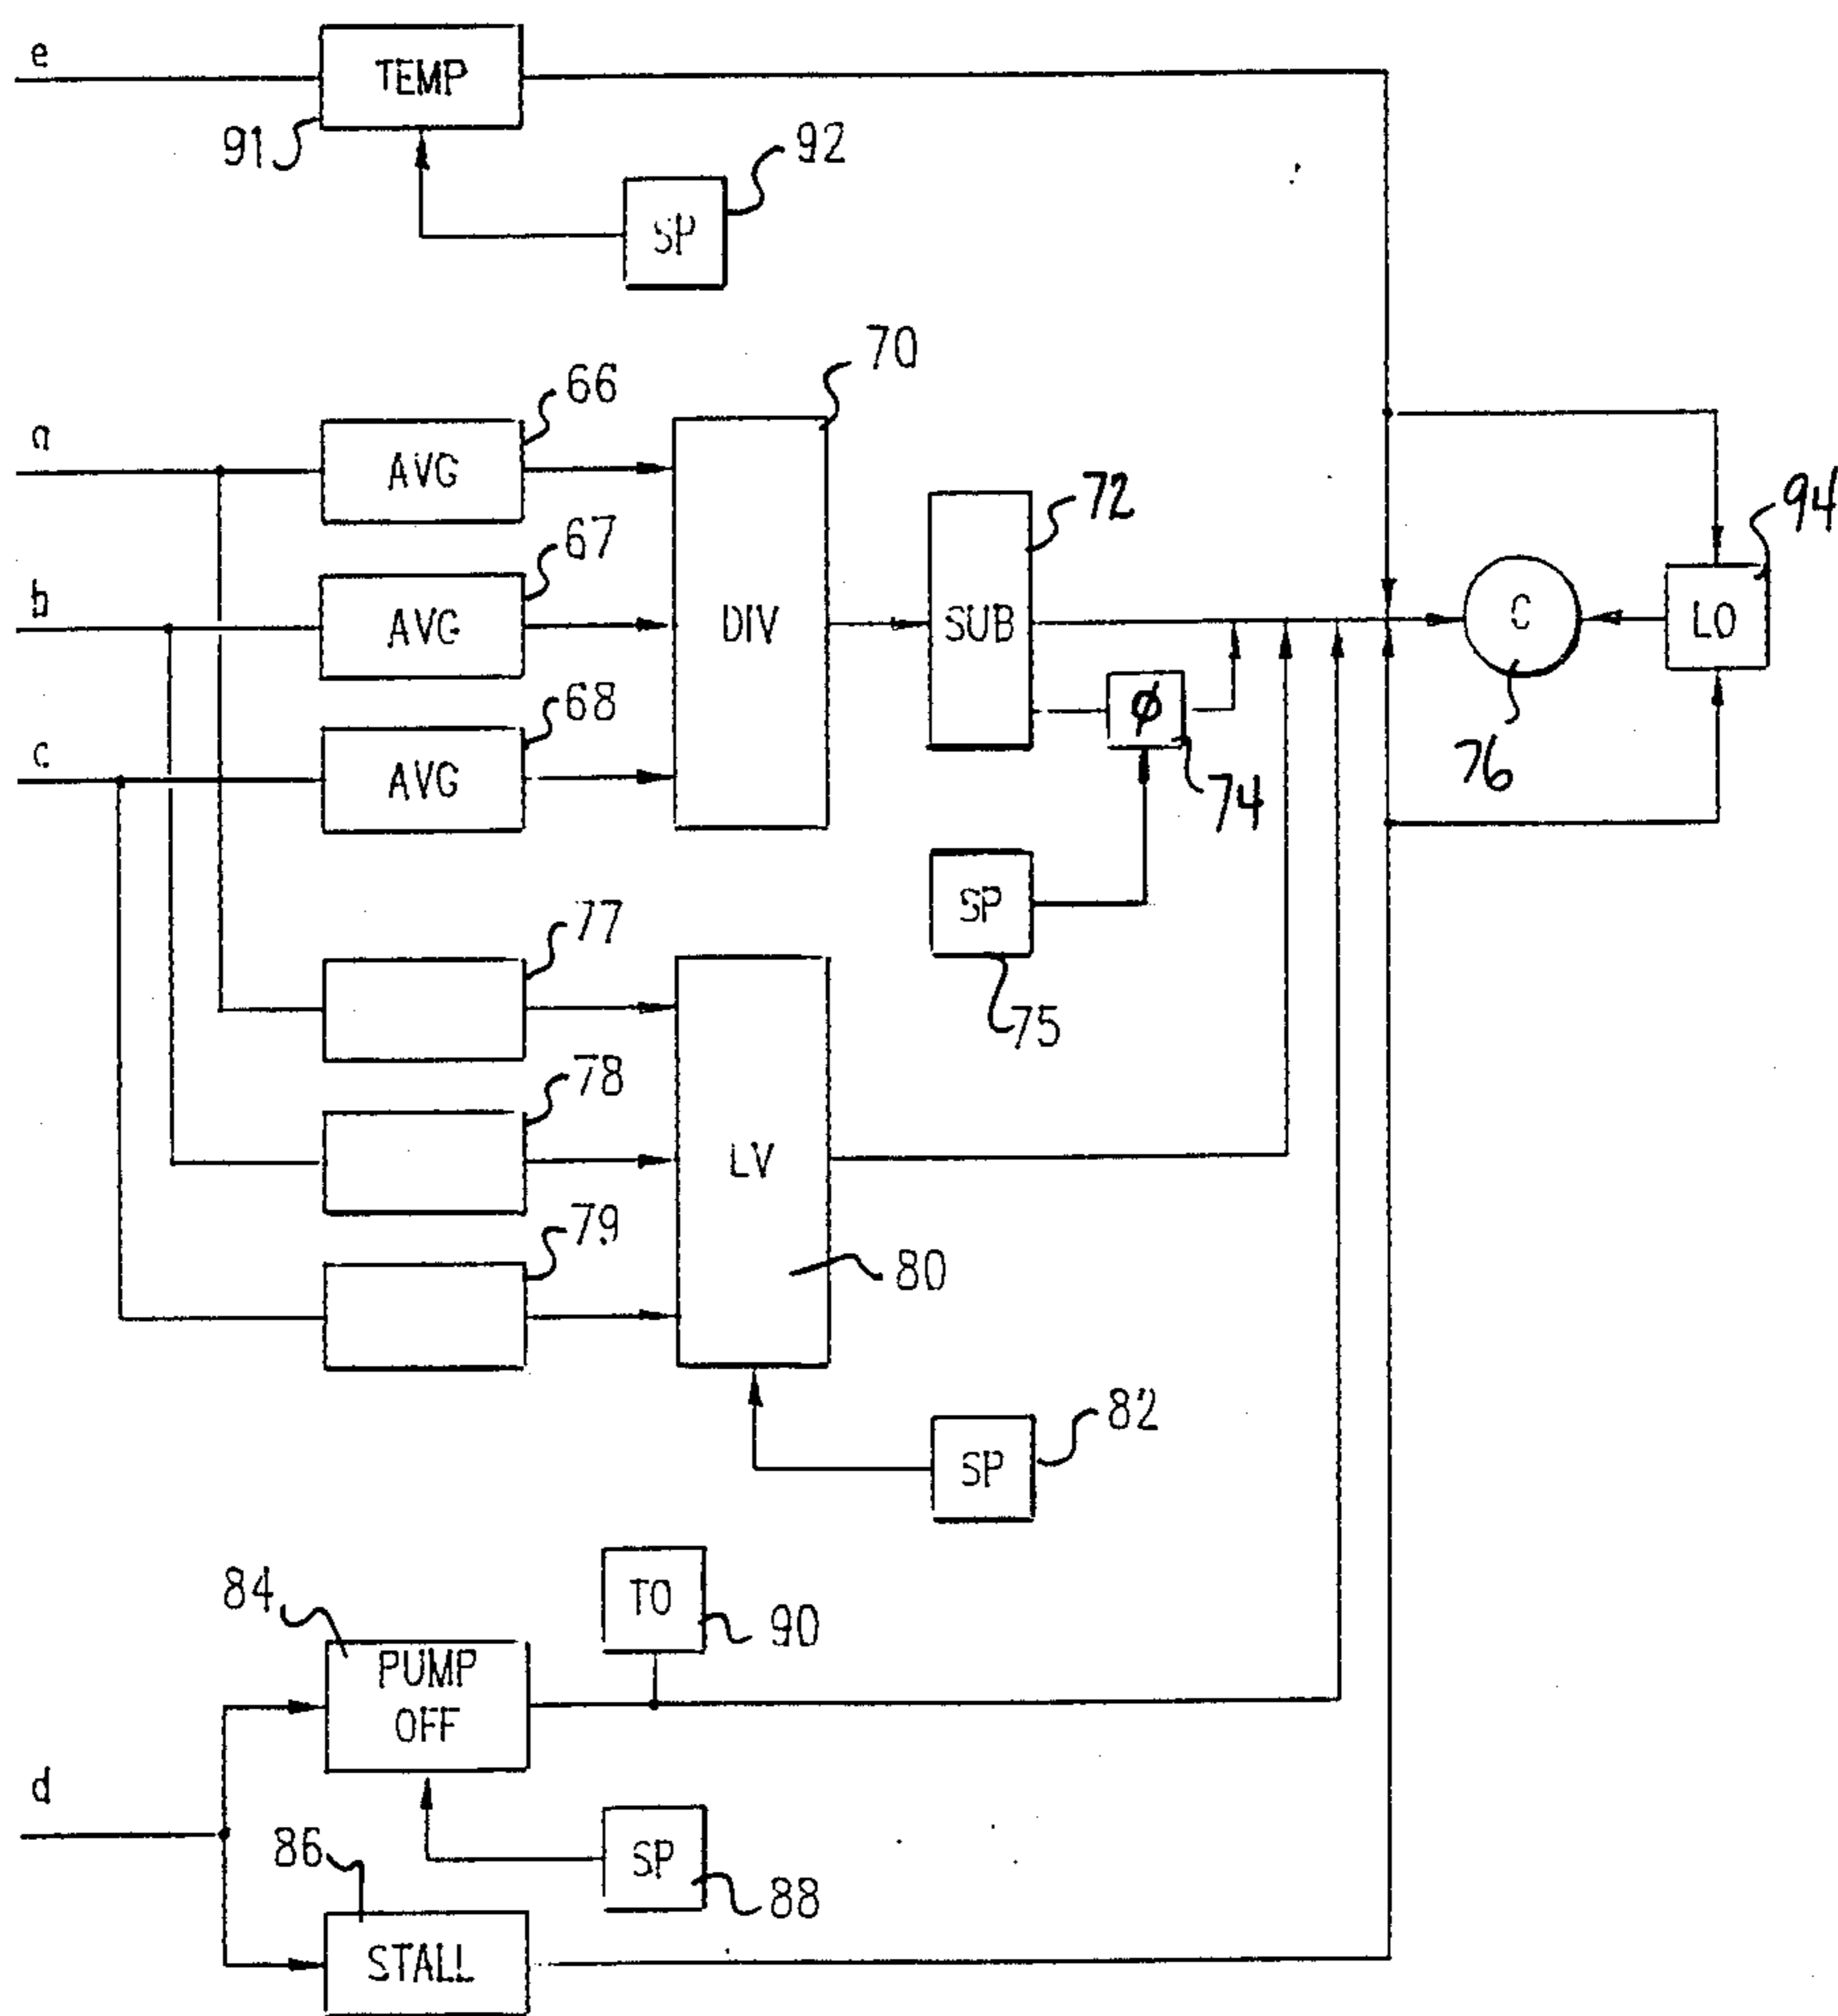 e
TEMP
91
92
SP
70
a
66
AVG
72
94
67
b
AVG
DIV
SUB
C
LO
68
c
AVG
ϕ
76
74
SP
77
75
78
LV
79
80
82
SP
84
TO
90
PUMP
OFF
d
86
SP
88
STALL